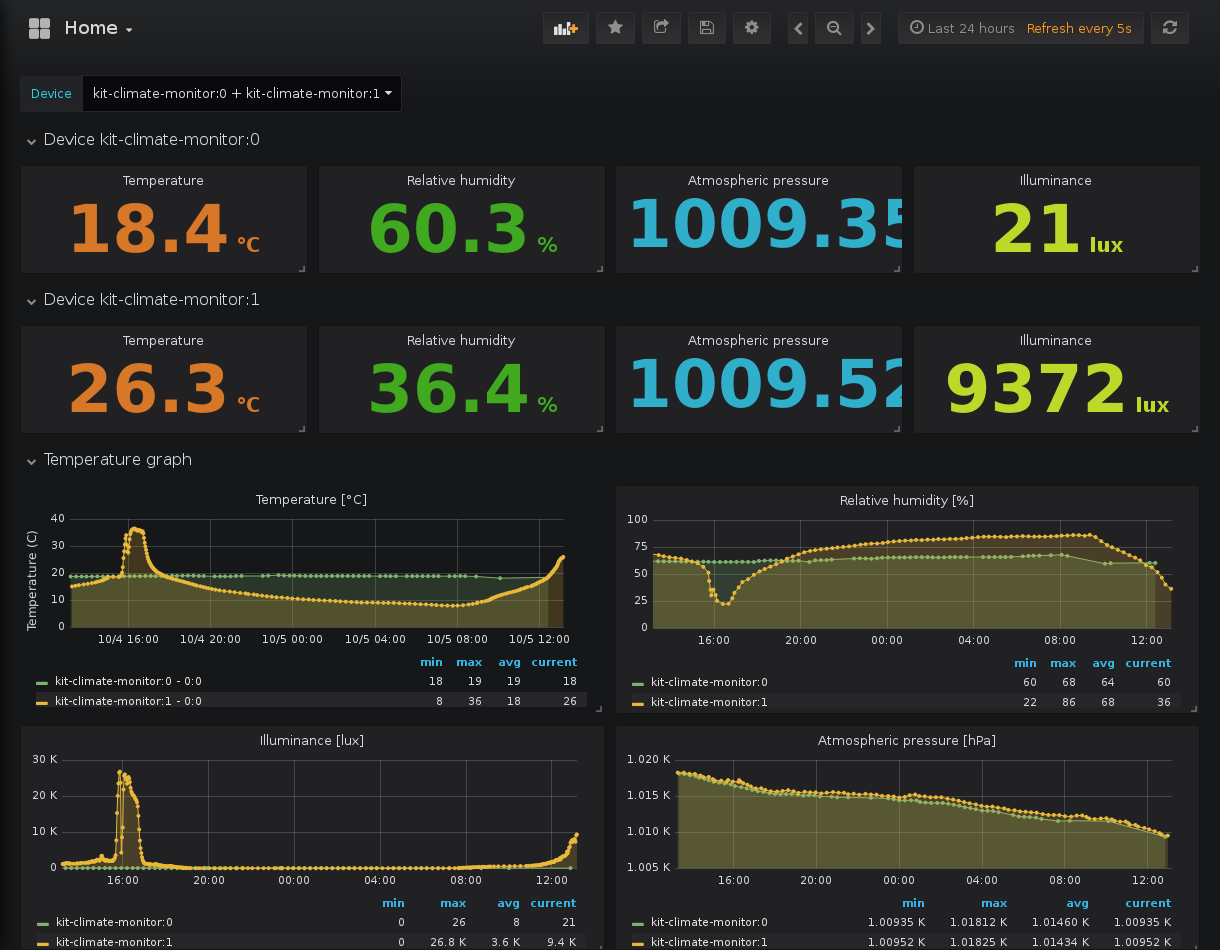 Home
Last 24 hours Refresh every 5s
Device kit-climate-monitor:0 + kit-climate-monitor:1
Device kit-climate-monitor:0
Temperature Relative humidity Atmospheric pressure Illuminance
18.4 °C 60.3 % 1009.35 21 lux
Device kit-climate-monitor:1
Temperature Relative humidity Atmospheric pressure Illuminance
26.3 °C 36.4 % 1009.52 9372 lux
Temperature graph
Temperature [°C]
Temperature (C)
40
30
20
10
0
10/4 16:00 10/4 20:00 10/5 00:00 10/5 04:00 10/5 08:00 10/5 12:00
min max avg current
kit-climate-monitor:0 - 0:0 18 19 19 18
kit-climate-monitor:1 - 0:0 8 36 18 26
Relative humidity [%]
100
75
50
25
0
16:00 20:00 00:00 04:00 08:00 12:00
min max avg current
kit-climate-monitor:0 60 68 64 60
kit-climate-monitor:1 22 86 68 36
Illuminance [lux]
30 K
20 K
10 K
0
16:00 20:00 00:00 04:00 08:00 12:00
min max avg current
kit-climate-monitor:0 0 26 8 21
kit-climate-monitor:1 0 26.8 K 3.6 K 9.4 K
Atmospheric pressure [hPa]
1.020 K
1.015 K
1.010 K
1.005 K
16:00 20:00 00:00 04:00 08:00 12:00
min max avg current
kit-climate-monitor:0 1.00935 K 1.01812 K 1.01460 K 1.00935 K
kit-climate-monitor:1 1.00952 K 1.01825 K 1.01434 K 1.00952 K